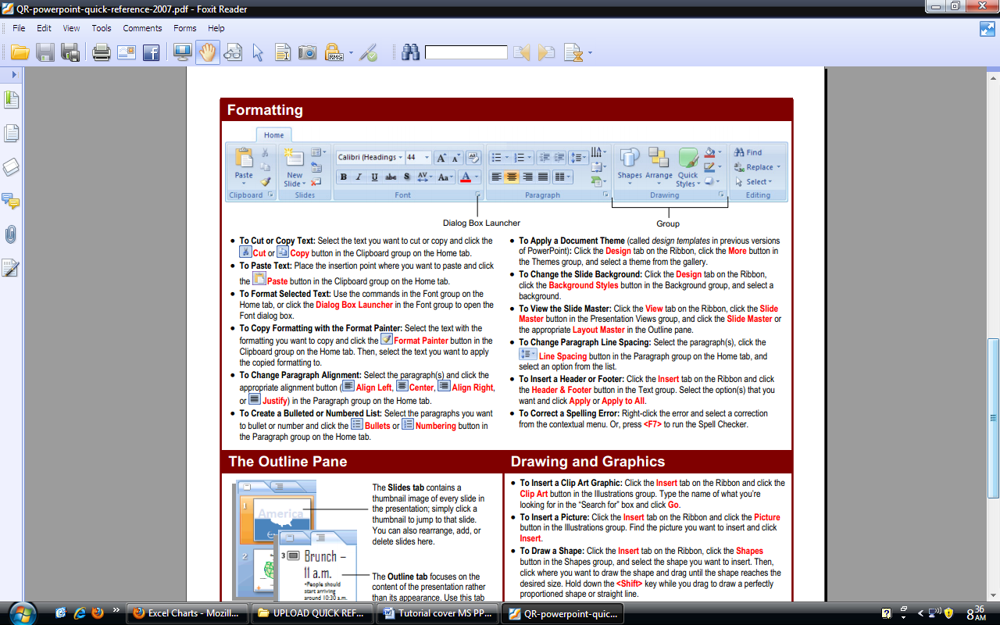 QR-powerpoint-quick-reference-2007.pdf - Foxit Reader
File Edit View Tools Comments Forms Help
RMS
Formatting
Home
Calibri (Headings 44
Find
Replace
Select
Paste
New
Slide
B I U abc S AV Aa A
Shapes Arrange Quick
Styles
Clipboard Slides Font Paragraph Drawing Editing
Dialog Box Launcher Group
• To Cut or Copy Text: Select the text you want to cut or copy and click the
Cut or Copy button in the Clipboard group on the Home tab.
• To Paste Text: Place the insertion point where you want to paste and click
the Paste button in the Clipboard group on the Home tab.
• To Format Selected Text: Use the commands in the Font group on the
Home tab, or click the Dialog Box Launcher in the Font group to open the
Font dialog box.
• To Copy Formatting with the Format Painter: Select the text with the
formatting you want to copy and click the Format Painter button in the
Clipboard group on the Home tab. Then, select the text you want to apply
the copied formatting to.
• To Change Paragraph Alignment: Select the paragraph(s) and click the
appropriate alignment button ( Align Left, Center, Align Right,
or Justify) in the Paragraph group on the Home tab.
• To Create a Bulleted or Numbered List: Select the paragraphs you want
to bullet or number and click the Bullets or Numbering button in
the Paragraph group on the Home tab.
• To Apply a Document Theme (called design templates in previous versions
of PowerPoint): Click the Design tab on the Ribbon, click the More button in
the Themes group, and select a theme from the gallery.
• To Change the Slide Background: Click the Design tab on the Ribbon,
click the Background Styles button in the Background group, and select a
background.
• To View the Slide Master: Click the View tab on the Ribbon, click the Slide
Master button in the Presentation Views group, and click the Slide Master or
the appropriate Layout Master in the Outline pane.
• To Change Paragraph Line Spacing: Select the paragraph(s), click the
Line Spacing button in the Paragraph group on the Home tab, and
select an option from the list.
• To Insert a Header or Footer: Click the Insert tab on the Ribbon and click
the Header & Footer button in the Text group. Select the option(s) that you
want and click Apply or Apply to All.
• To Correct a Spelling Error: Right-click the error and select a correction
from the contextual menu. Or, press <F7> to run the Spell Checker.
The Outline Pane
1
America
2
3 Brunch –
11 a.m.
•People should
start arriving
around 10:30 a.m.
The Slides tab contains a
thumbnail image of every slide in
the presentation; simply click a
thumbnail to jump to that slide.
You can also rearrange, add, or
delete slides here.
The Outline tab focuses on the
content of the presentation rather
than its appearance. Use this tab
Drawing and Graphics
• To Insert a Clip Art Graphic: Click the Insert tab on the Ribbon and click the
Clip Art button in the Illustrations group. Type the name of what you're
looking for in the “Search for” box and click Go.
• To Insert a Picture: Click the Insert tab on the Ribbon and click the Picture
button in the Illustrations group. Find the picture you want to insert and click
Insert.
• To Draw a Shape: Click the Insert tab on the Ribbon, click the Shapes
button in the Shapes group, and select the shape you want to insert. Then,
click where you want to draw the shape and drag until the shape reaches the
desired size. Hold down the <Shift> key while you drag to draw a perfectly
proportioned shape or straight line.
Excel Charts - Mozill... UPLOAD QUICK REF... Tutorial cover MS PP... QR-powerpoint-quic...
8 36 AM